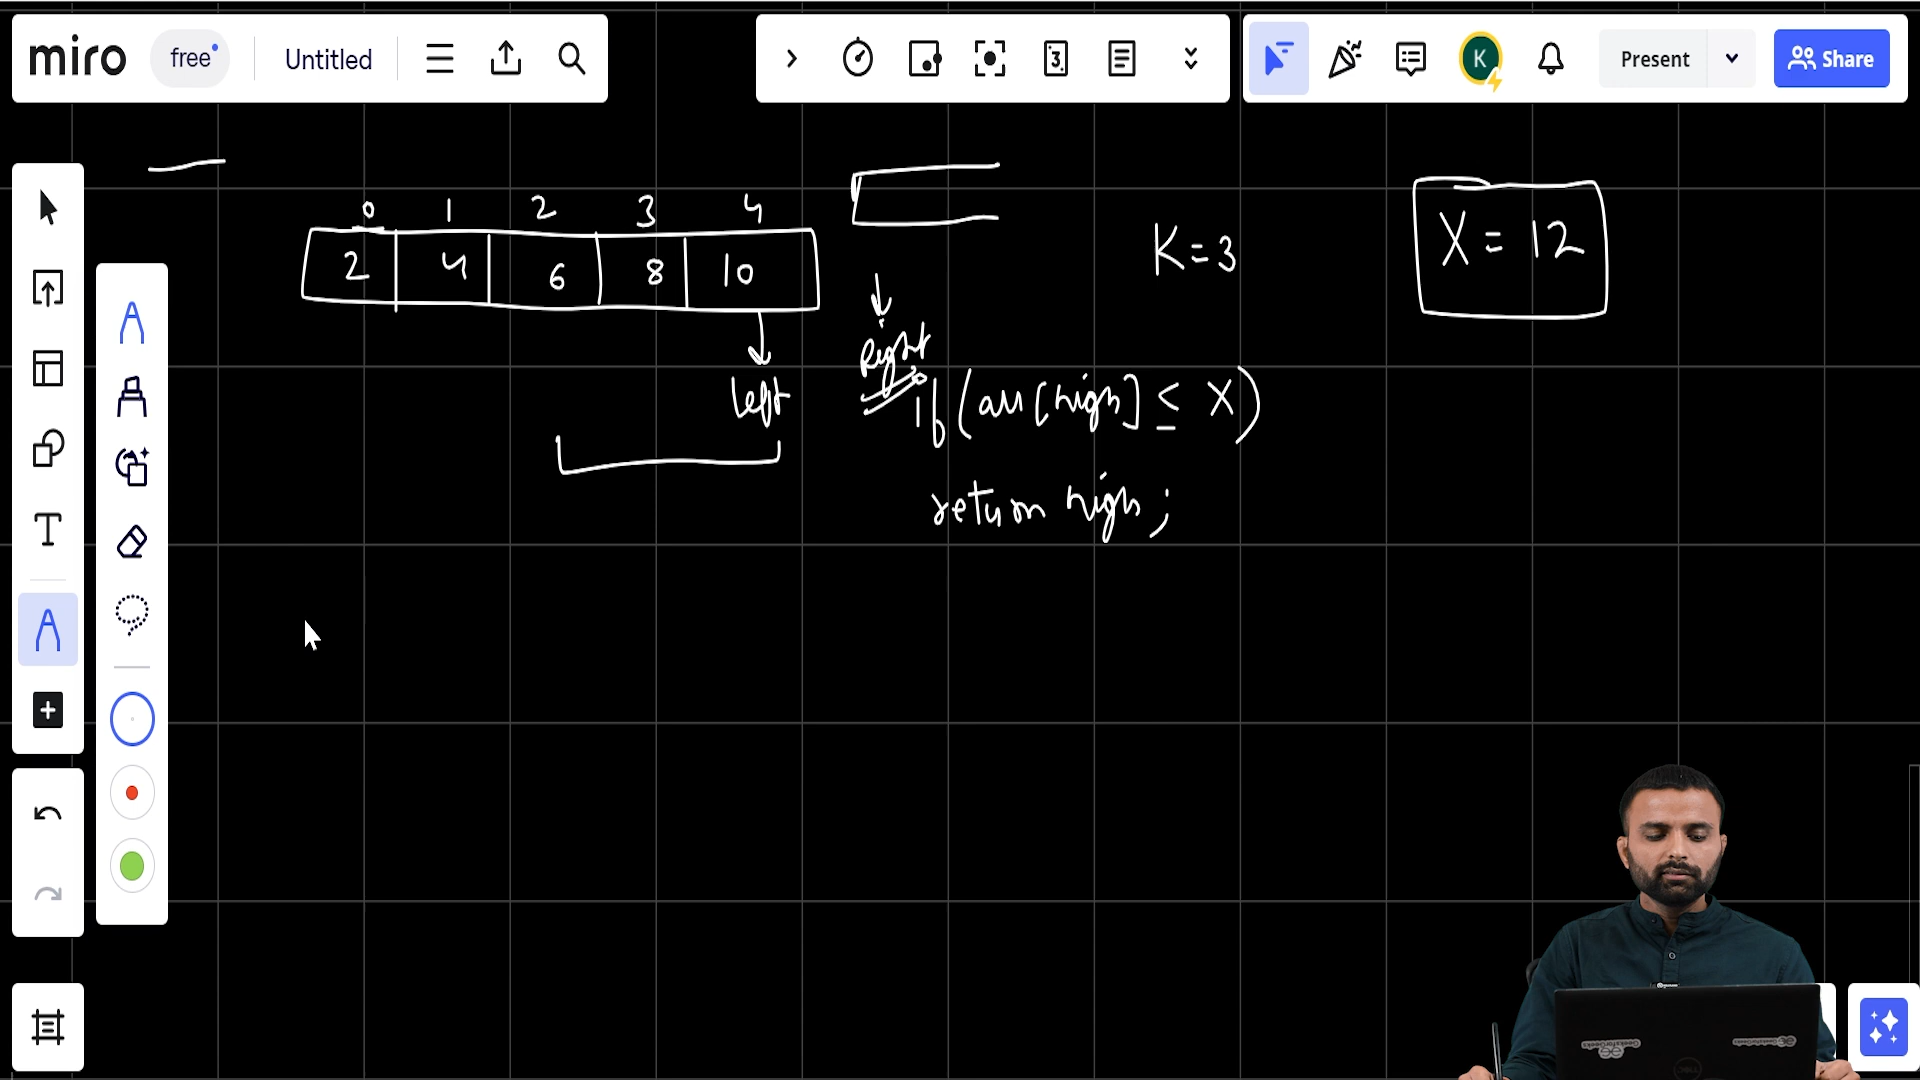 miro free Untitled Present Share
K
3
0 1 2 3 4
2 4 6 8 10
K=3
X = 12
Right
left
if (arr[high] ≤ X)
return high;
T